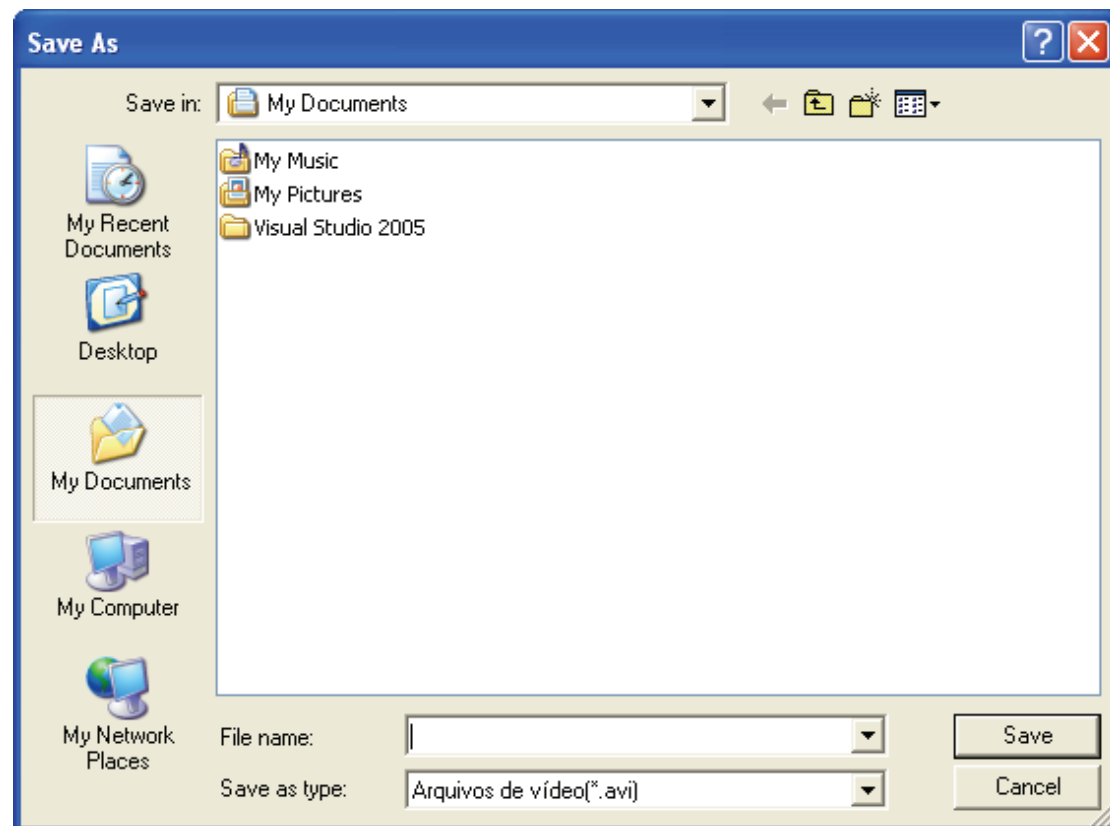 Save As
Save in:
My Documents
My Music
My Pictures
Visual Studio 2005
My Recent
Documents
Desktop
My Documents
My Computer
My Network
Places
File name:
Save
Save as type:
Arquivos de vídeo(*.avi)
Cancel